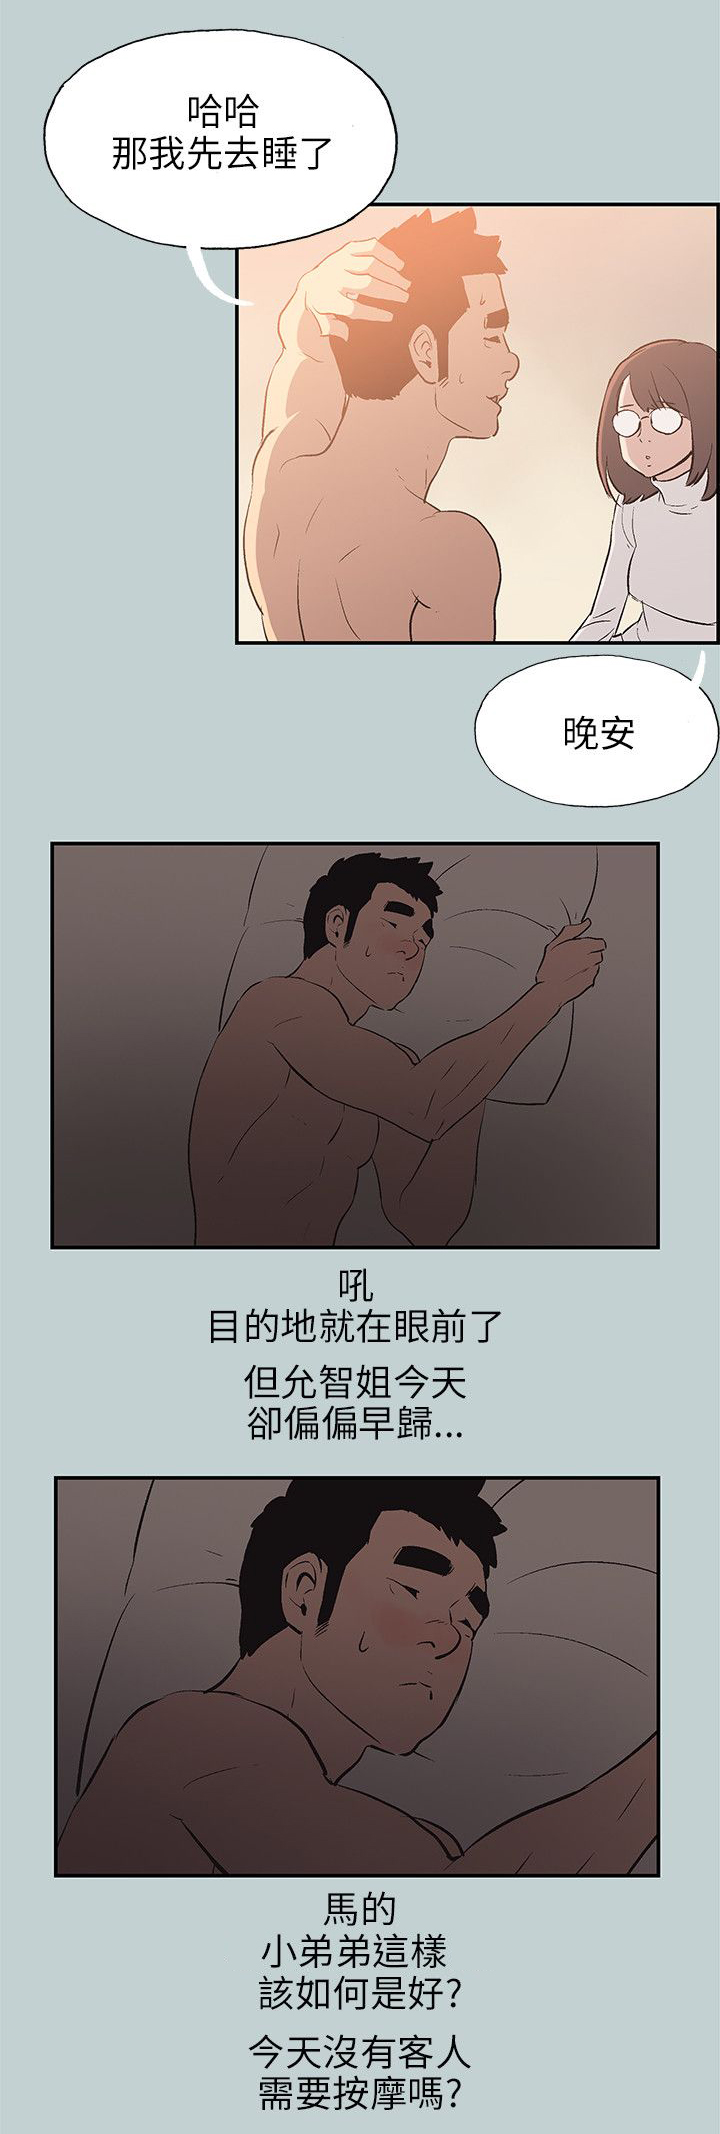 哈哈
那我先去睡了
晚安
吼
目的地就在眼前了
但允智姐今天
卻偏偏早歸...
馬的
小弟弟這樣
該如何是好?
今天沒有客人
需要按摩嗎?